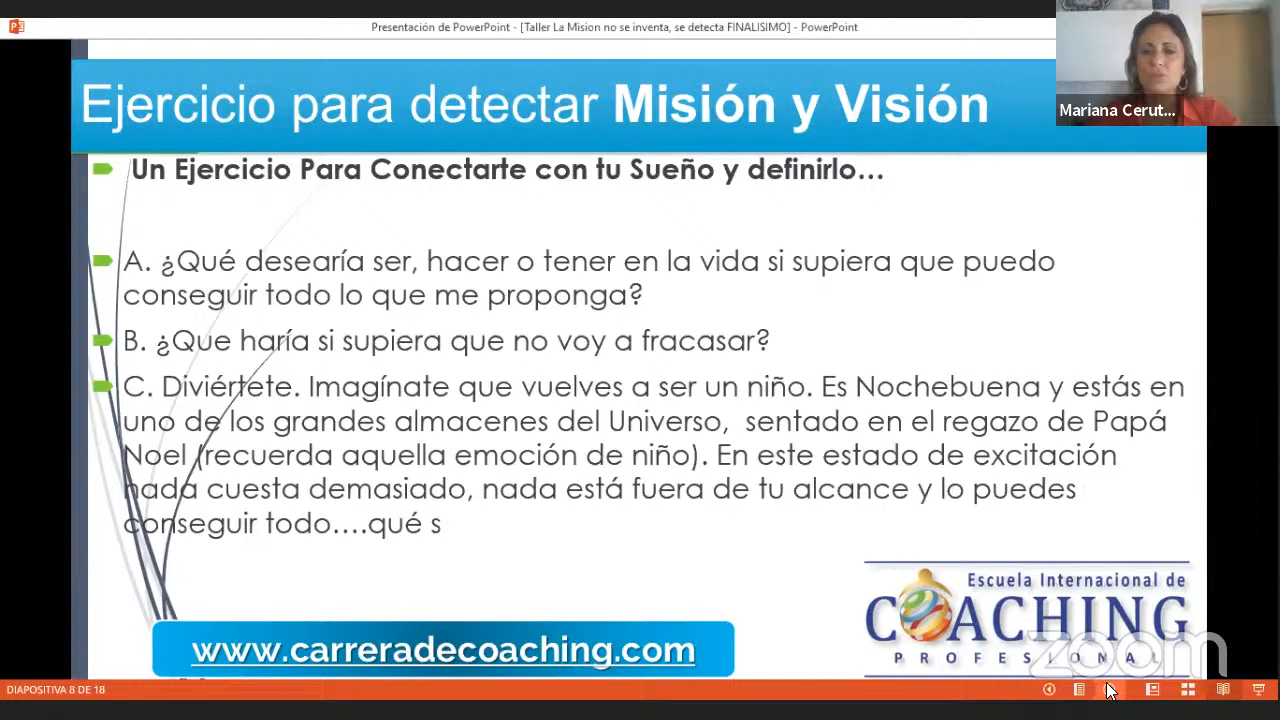 Presentación de PowerPoint - [Taller La Mision no se inventa, se detecta FINALISIMO] - PowerPoint
Mariana Cerut...
Ejercicio para detectar Misión y Visión
Un Ejercicio Para Conectarte con tu Sueño y definirlo...
A. ¿Qué desearía ser, hacer o tener en la vida si supiera que puedo
conseguir todo lo que me proponga?
B. ¿Que haría si supiera que no voy a fracasar?
C. Diviértete. Imagínate que vuelves a ser un niño. Es Nochebuena y estás en
uno de los grandes almacenes del Universo, sentado en el regazo de Papá
Noel (recuerda aquella emoción de niño). En este estado de excitación
nada cuesta demasiado, nada está fuera de tu alcance y lo puedes
conseguir todo....qué s
Escuela Internacional de
COACHING
PROFESIONAL
www.carreradecoaching.com
zoom
DIAPOSITIVA 8 DE 18